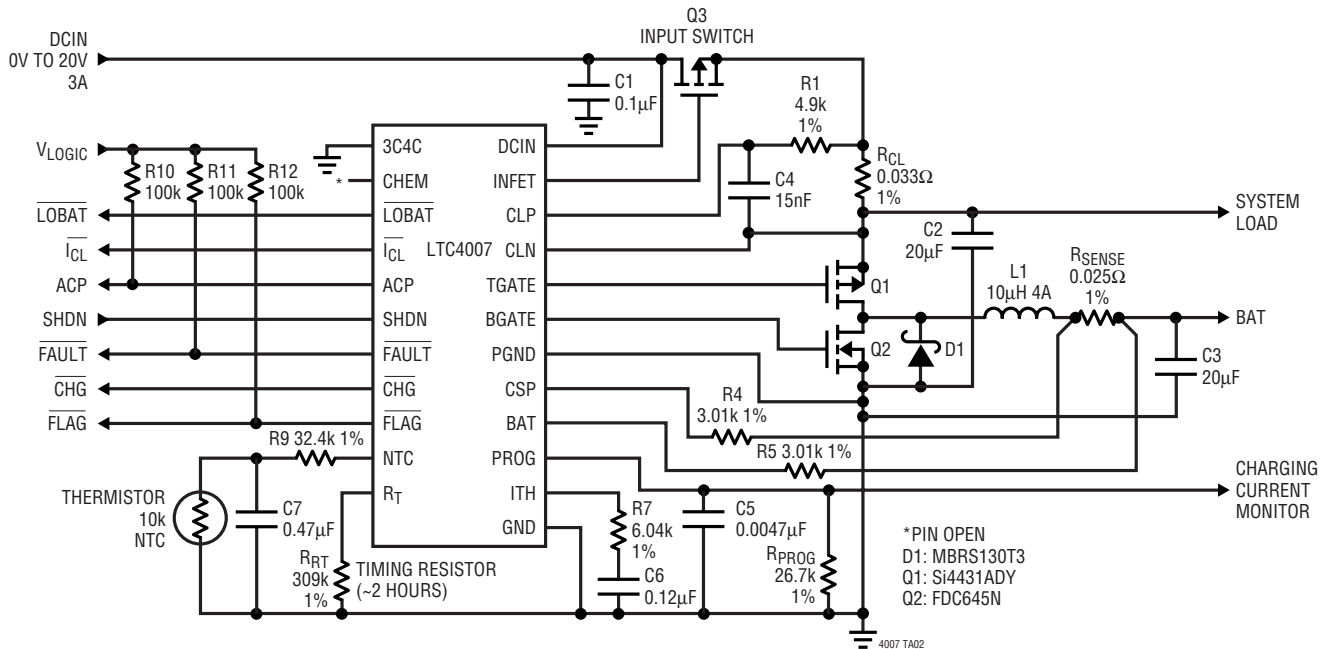 Q3
INPUT SWITCH
DCIN
0V TO 20V
3A
C1
0.1µF
R1
4.9k
1%
3C4C
DCIN
VLOGIC
R10
100k
R11
100k
R12
100k
*
CHEM
INFET
C4
15nF
RCL
0.033Ω
1%
LOBAT
LOBAT
CLP
SYSTEM
LOAD
ICL
ICL
LTC4007
CLN
C2
20µF
RSENSE
0.025Ω
1%
L1
10µH 4A
ACP
ACP
TGATE
Q1
SHDN
SHDN
BGATE
BAT
FAULT
FAULT
PGND
Q2
D1
C3
20µF
CHG
CHG
CSP
R4
3.01k 1%
FLAG
FLAG
BAT
R9 32.4k 1%
NTC
PROG
R5 3.01k 1%
CHARGING
CURRENT
MONITOR
THERMISTOR
10k
NTC
C7
0.47µF
RT
ITH
R7
6.04k
1%
C5
0.0047µF
GND
RRT
309k
1%
TIMING RESISTOR
(~2 HOURS)
C6
0.12µF
RPROG
26.7k
1%
*PIN OPEN
D1: MBRS130T3
Q1: Si4431ADY
Q2: FDC645N
4007 TA02